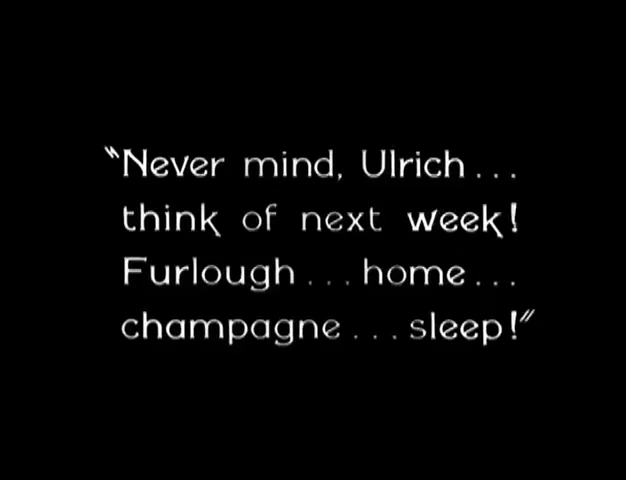 "Never mind, Ulrich...
think of next week!
Furlough...home...
champagne...sleep!"